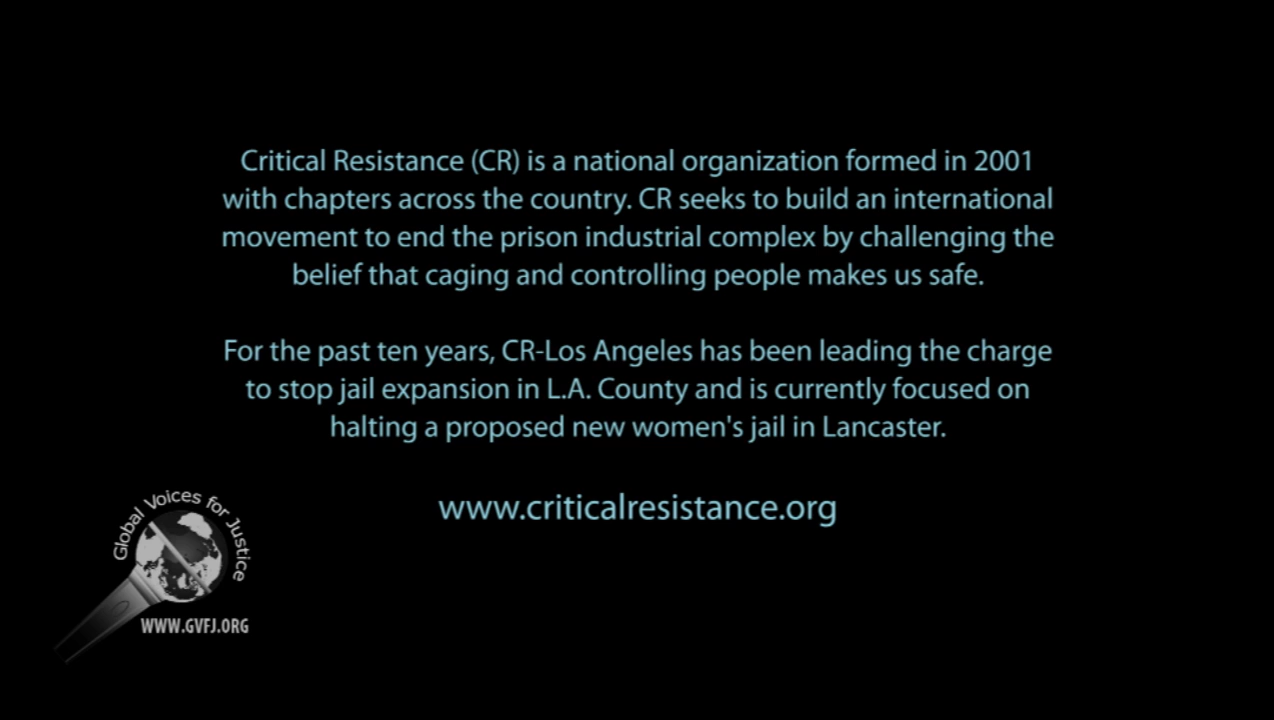 Critical Resistance (CR) is a national organization formed in 2001
with chapters across the country. CR seeks to build an international
movement to end the prison industrial complex by challenging the
belief that caging and controlling people makes us safe.
For the past ten years, CR-Los Angeles has been leading the charge
to stop jail expansion in L.A. County and is currently focused on
halting a proposed new women's jail in Lancaster.
www.criticalresistance.org
Global Voices for Justice
WWW.GVFJ.ORG